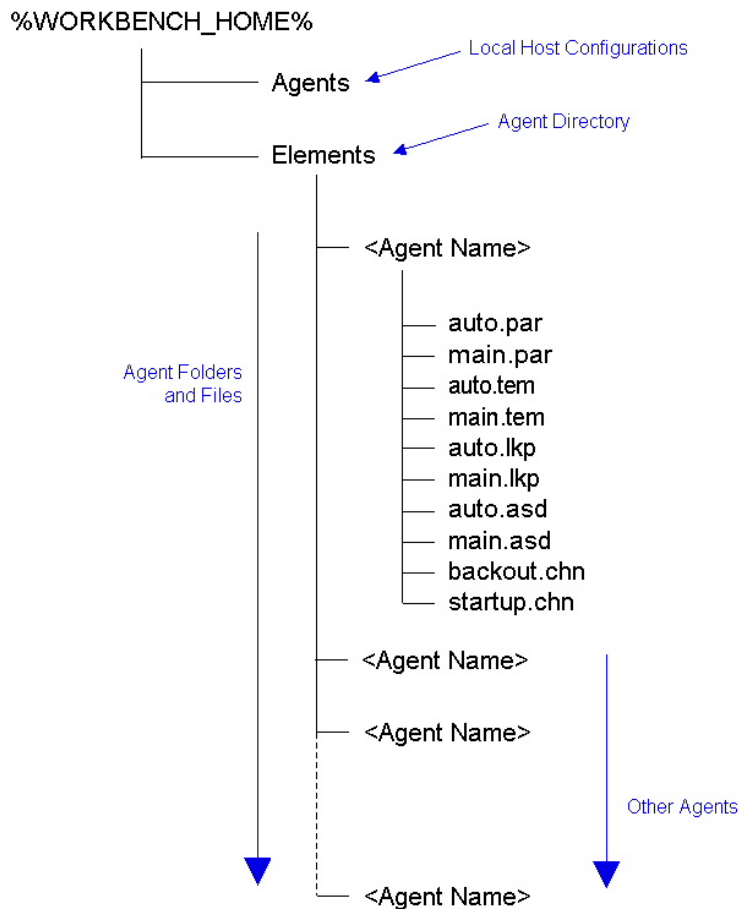 %WORKBENCH_HOME%
Local Host Configurations
Agents
Agent Directory
Elements
<Agent Name>
auto.par
main.par
Agent Folders
and Files
auto.tem
main.tem
auto.lkp
main.lkp
auto.asd
main.asd
backout.chn
startup.chn
<Agent Name>
<Agent Name>
Other Agents
<Agent Name>